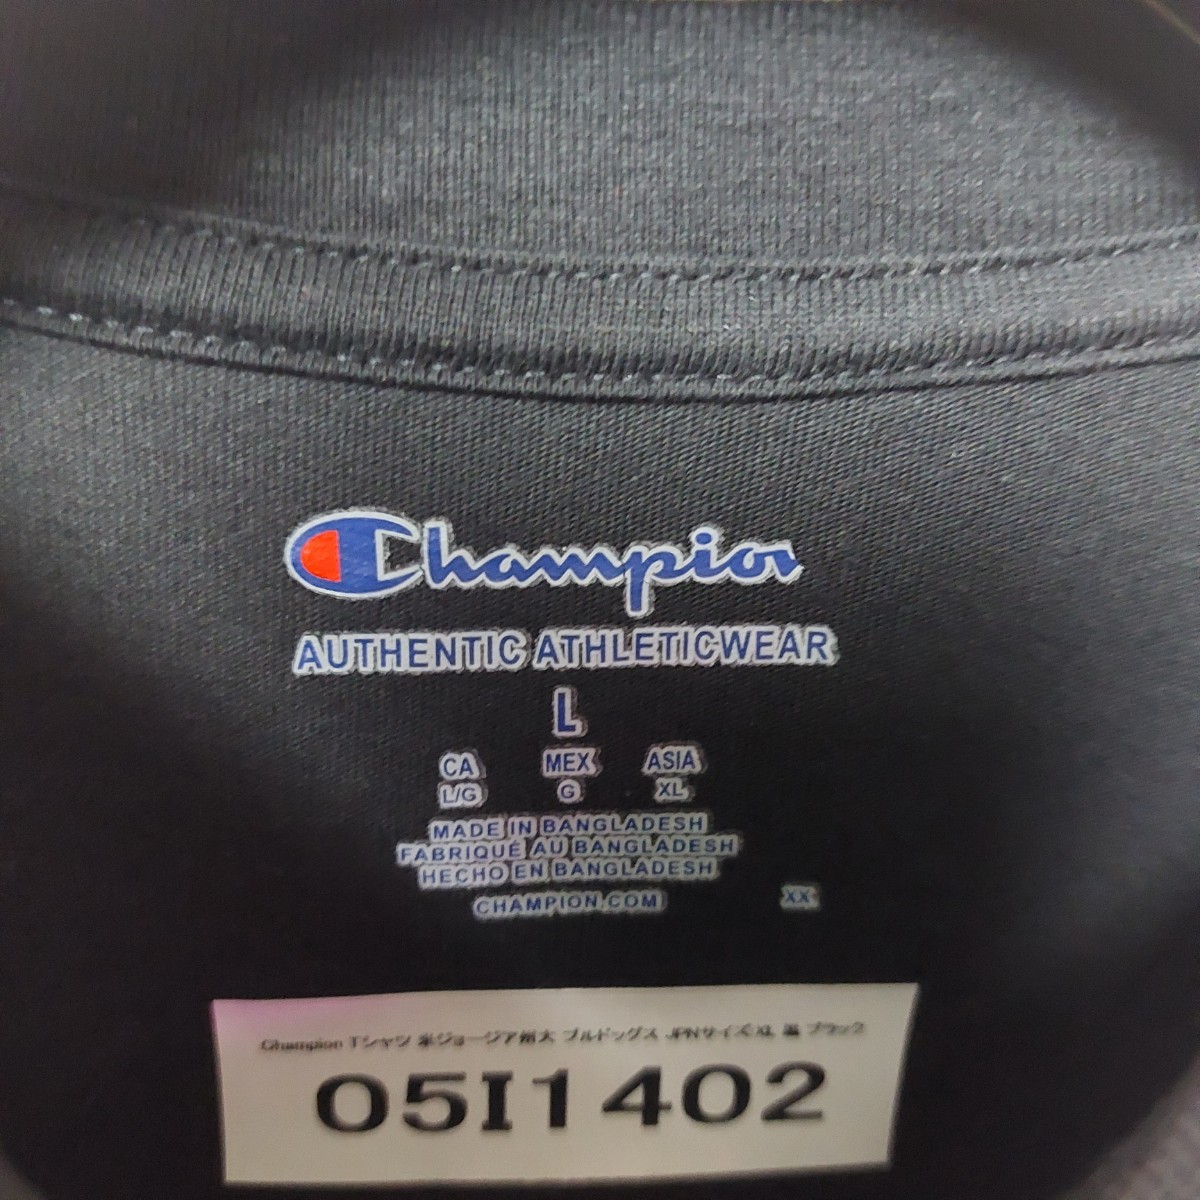 Champion
AUTHENTIC ATHLETICWEAR
L
CA MEX ASIA
L/G G XL
MADE IN BANGLADESH
FABRIQUÉ AU BANGLADESH
HECHO EN BANGLADESH
CHAMPION.COM XX
Champion Tシャツ 米ジョージア州大 ブルドッグス JPNサイズXL 黒 ブラック
05I1402